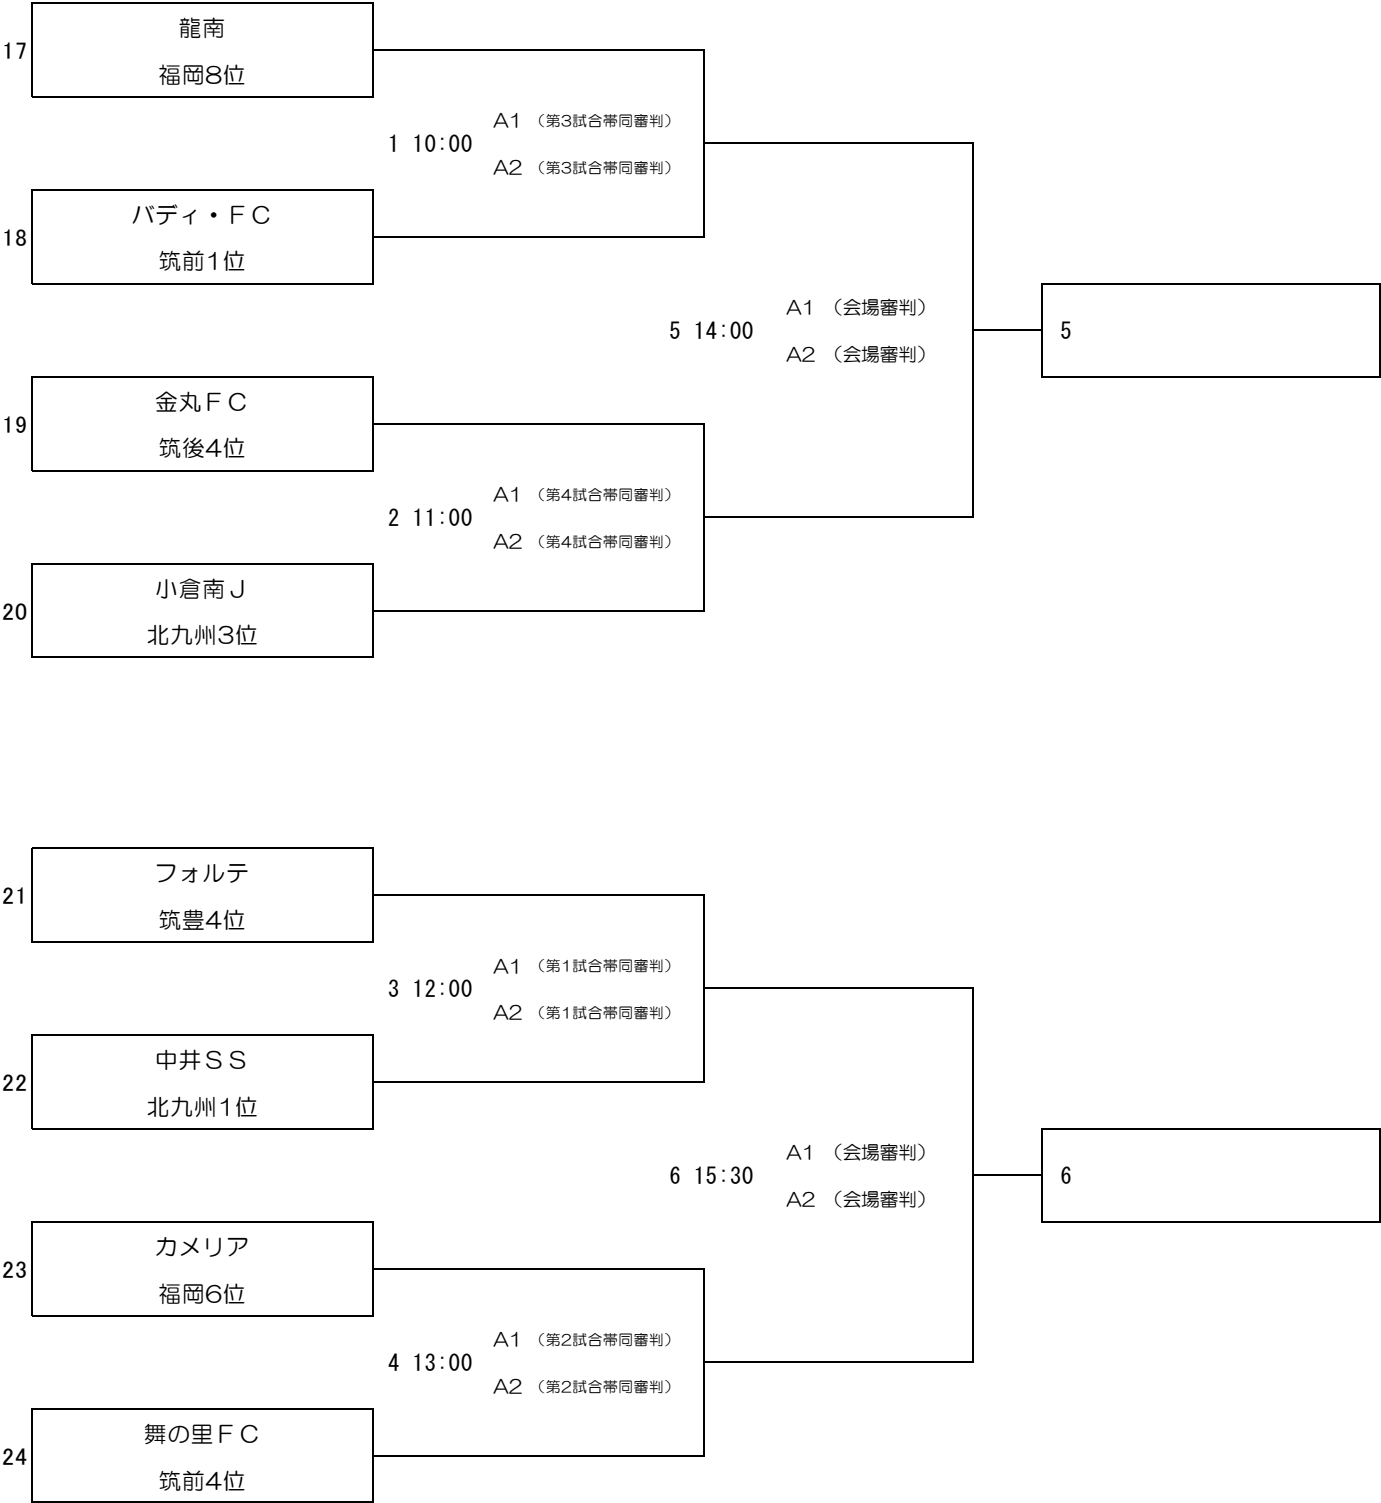 17
龍南
福岡8位
1 10:00
A1 （第3試合帯同審判）
A2 （第3試合帯同審判）
18
バディ・ＦＣ
筑前1位
5 14:00
A1 （会場審判）
A2 （会場審判）
5
19
金丸ＦＣ
筑後4位
2 11:00
A1 （第4試合帯同審判）
A2 （第4試合帯同審判）
20
小倉南Ｊ
北九州3位
21
フォルテ
筑豊4位
3 12:00
A1 （第1試合帯同審判）
A2 （第1試合帯同審判）
22
中井ＳＳ
北九州1位
6 15:30
A1 （会場審判）
A2 （会場審判）
6
23
カメリア
福岡6位
4 13:00
A1 （第2試合帯同審判）
A2 （第2試合帯同審判）
24
舞の里ＦＣ
筑前4位